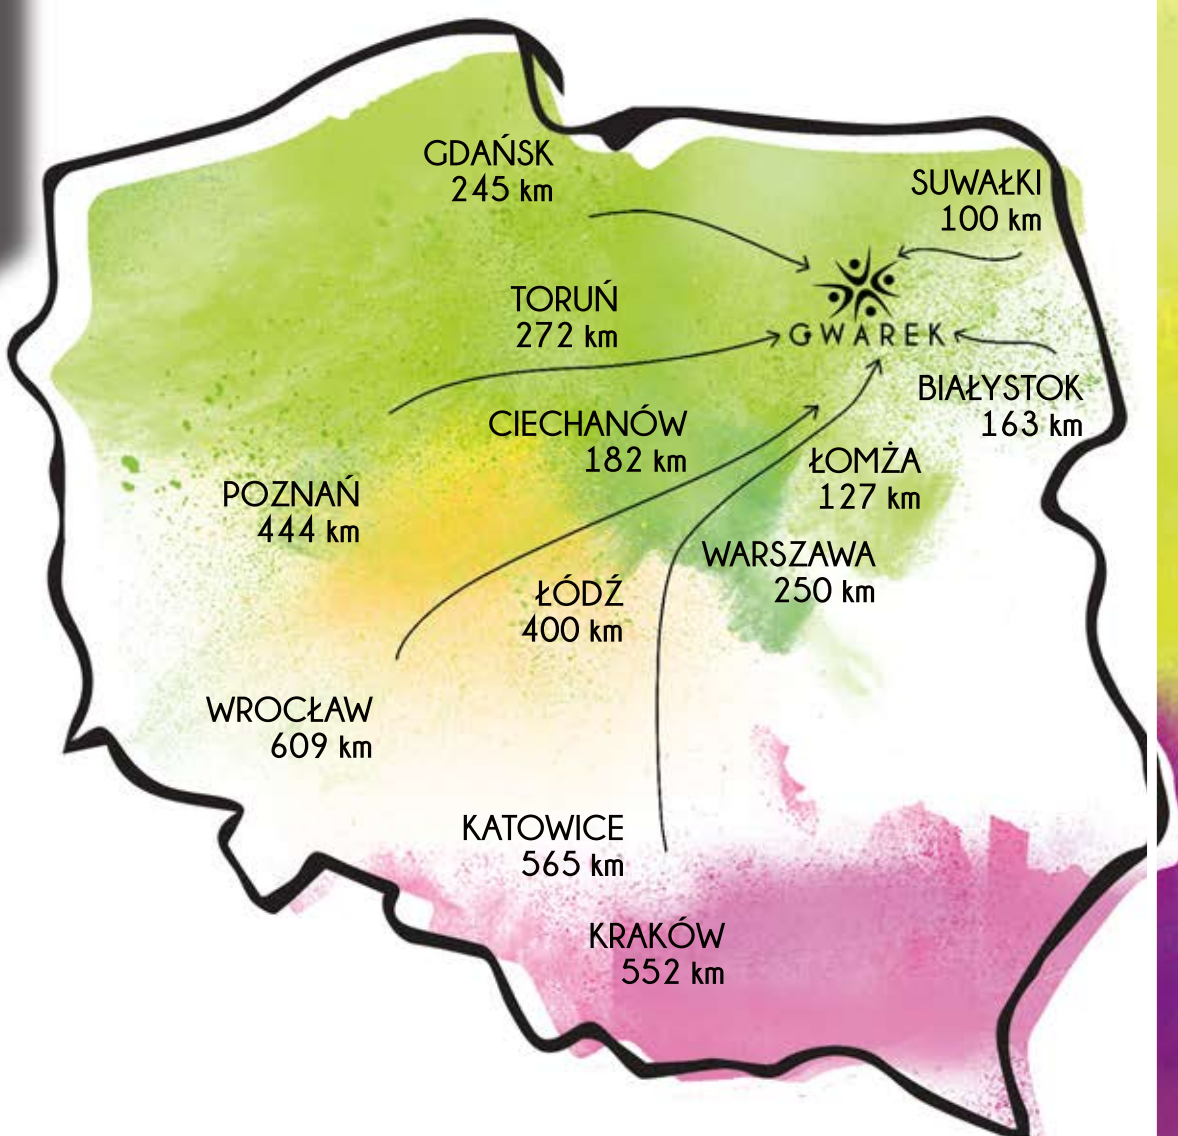 GDAŃSK
245 km
SUWAŁKI
100 km
TORUŃ
272 km
GWAREK
BIAŁYSTOK
163 km
CIECHANÓW
182 km
ŁOMŻA
127 km
POZNAŃ
444 km
WARSZAWA
250 km
ŁÓDŹ
400 km
WROCŁAW
609 km
KATOWICE
565 km
KRAKÓW
552 km